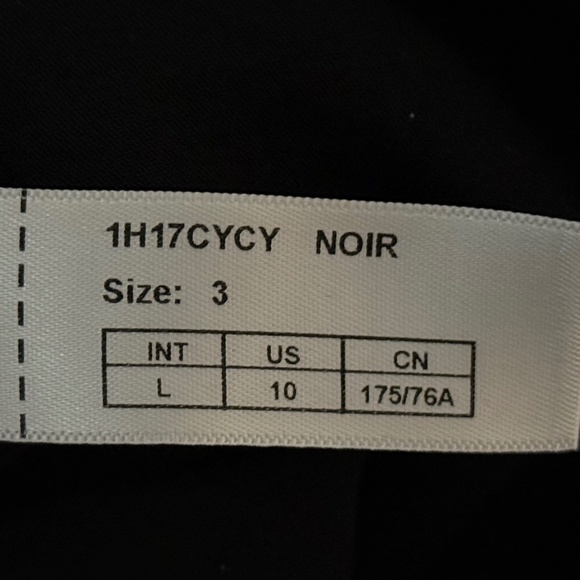 1H17CYCY NOIR
Size: 3
INT US CN
L 10 175/76A